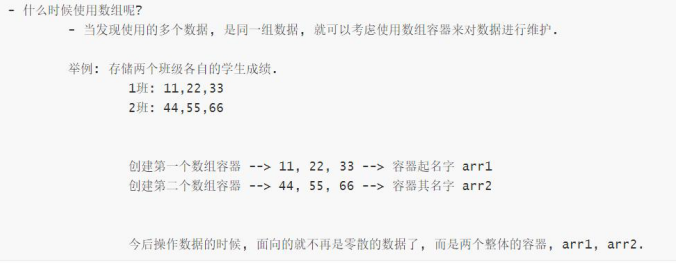 - 什么时候使用数组呢?
- 当发现使用的多个数据, 是同一组数据, 就可以考虑使用数组容器来对数据进行维护.
举例: 存储两个班级各自的学生成绩.
1班: 11,22,33
2班: 44,55,66
创建第一个数组容器 --> 11, 22, 33 --> 容器起名字 arr1
创建第二个数组容器 --> 44, 55, 66 --> 容器其名字 arr2
今后操作数据的时候, 面向的就不再是零散的数据了, 而是两个整体的容器, arr1, arr2.